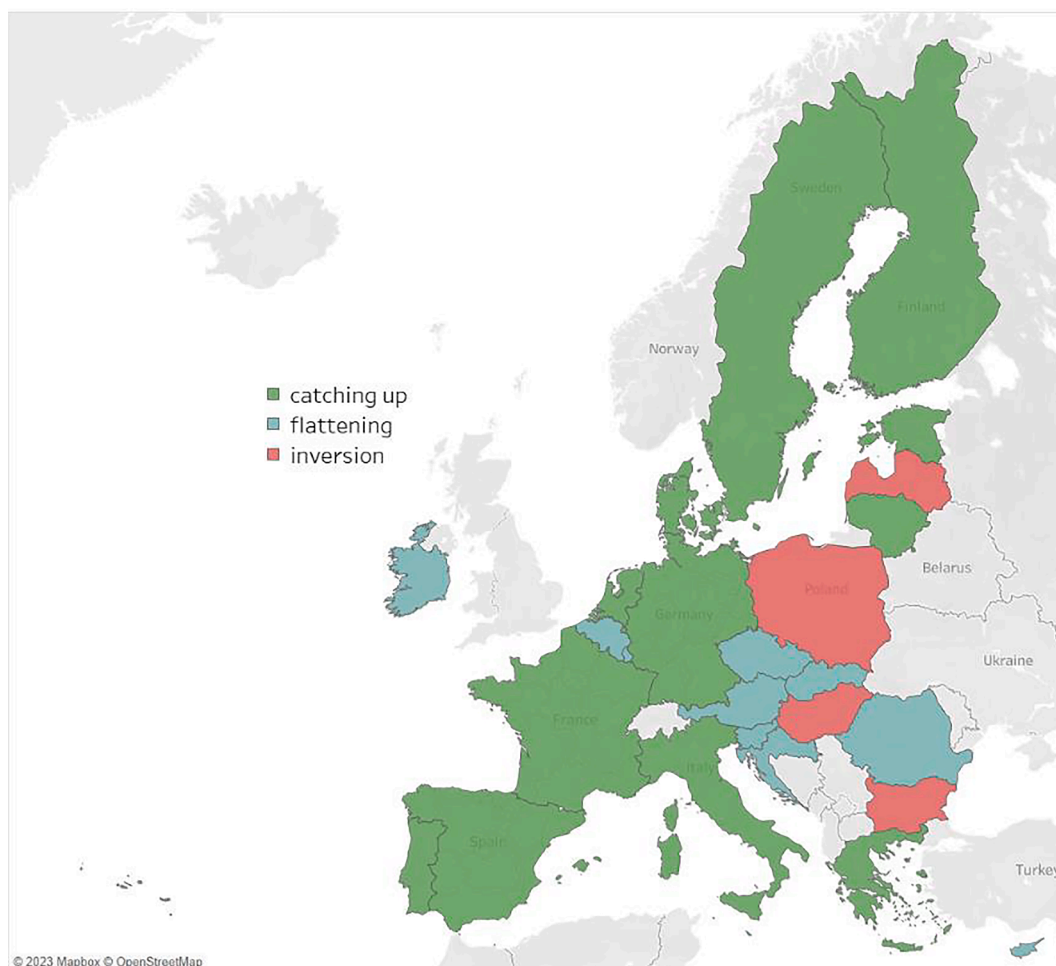 Sweden
Finland
Norway
catching up
flattening
inversion
Belarus
Poland
Germany
Ukraine
France
Italy
Spain
Turkey
© 2023 Mapbox © OpenStreetMap